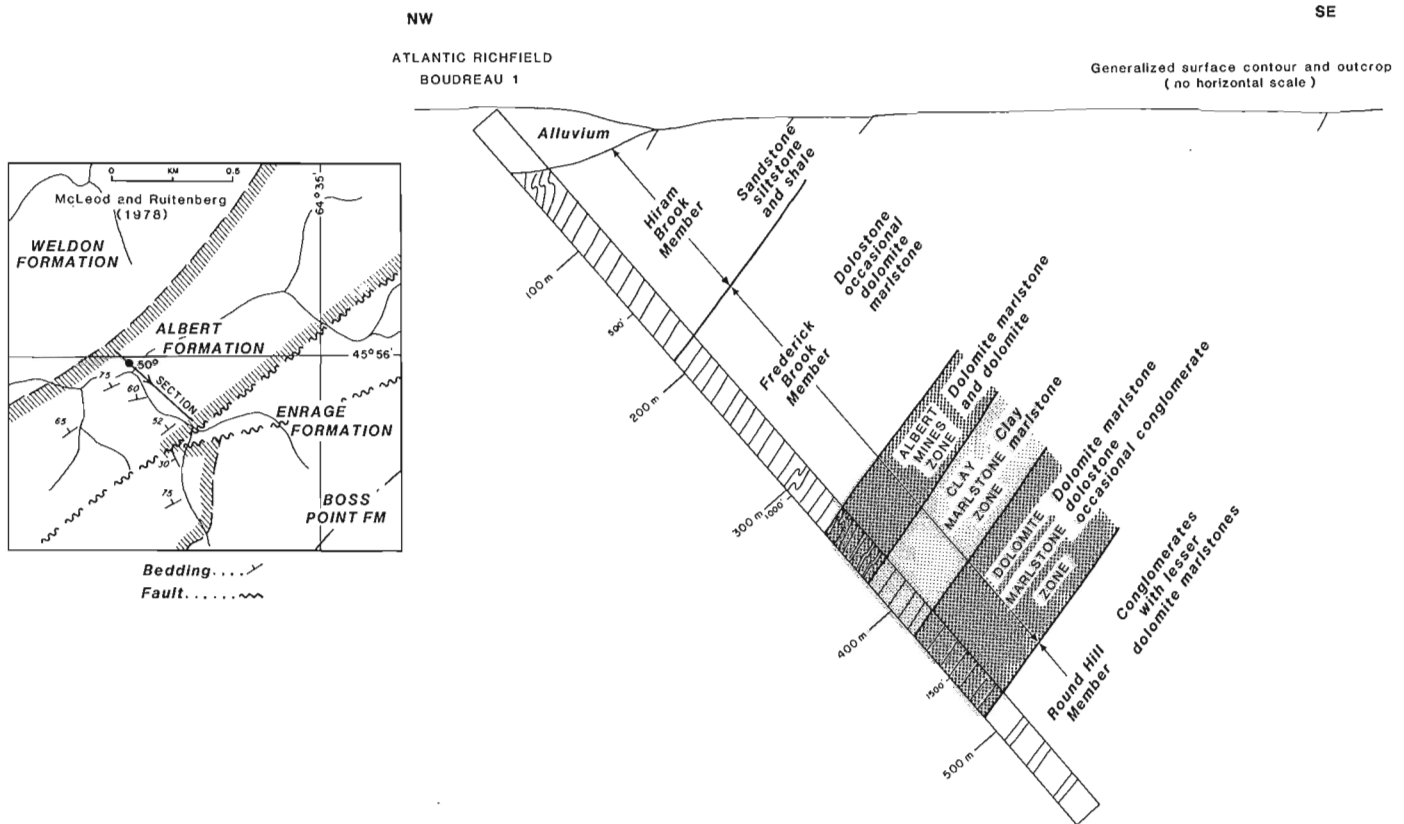 NW
SE
ATLANTIC RICHFIELD
BOUDREAU 1
Generalized surface contour and outcrop
(no horizontal scale)
Alluvium
Hiram
Brook
Member
Sandstone
siltstone
and shale
Dolostone
occasional
dolomite
marlstone
Frederick
Brook
Member
ALBERT
MINES
ZONE
Dolomite marlstone
and dolomite
CLAY
MARLSTONE
ZONE
Clay
marlstone
DOLOMITE
MARLSTONE
ZONE
Dolomite marlstone
dolostone
occasional conglomerate
Round Hill
Member
Conglomerates
with lesser
dolomite marlstones
100 m
500'
200 m
300 m
1000'
400 m
1500'
500 m
0 KM 0.5
McLeod and Ruitenberg
(1978)
64° 35'
WELDON
FORMATION
ALBERT
FORMATION
45° 56'
50°
SECTION
75
60
65
52
ENRAGE
FORMATION
30
75
BOSS
POINT FM
Bedding....
Fault......